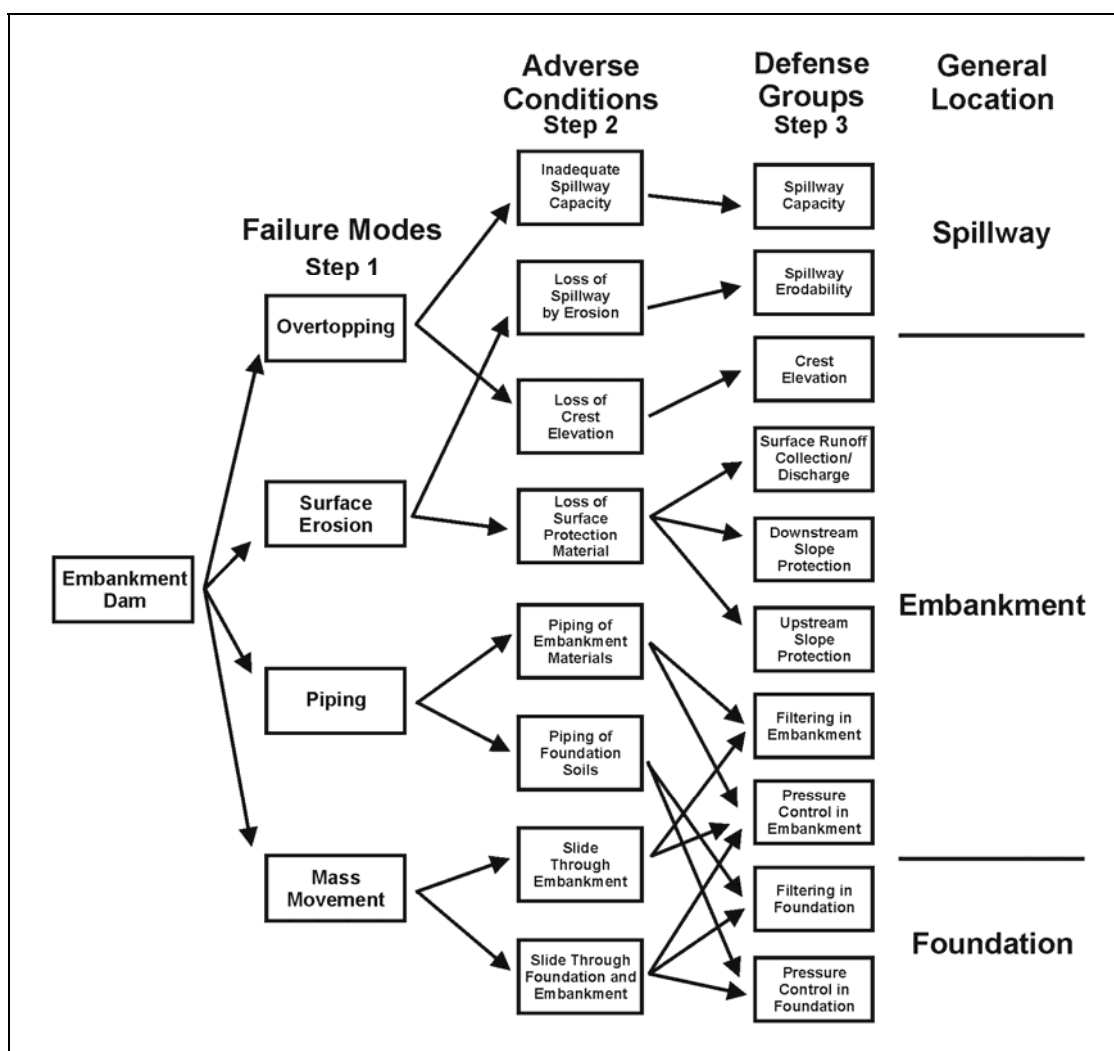 Adverse
Conditions
Step 2
Defense
Groups
Step 3
General
Location
Failure Modes
Step 1
Embankment
Dam
Overtopping
Surface
Erosion
Piping
Mass
Movement
Inadequate
Spillway
Capacity
Loss of
Spillway
by Erosion
Loss of
Crest
Elevation
Loss of
Surface
Protection
Material
Piping of
Embankment
Materials
Piping of
Foundation
Soils
Slide
Through
Embankment
Slide Through
Foundation and
Embankment
Spillway
Capacity
Spillway
Erodability
Crest
Elevation
Surface Runoff
Collection/
Discharge
Downstream
Slope
Protection
Upstream
Slope
Protection
Filtering in
Embankment
Pressure
Control in
Embankment
Filtering in
Foundation
Pressure
Control in
Foundation
Spillway
Embankment
Foundation